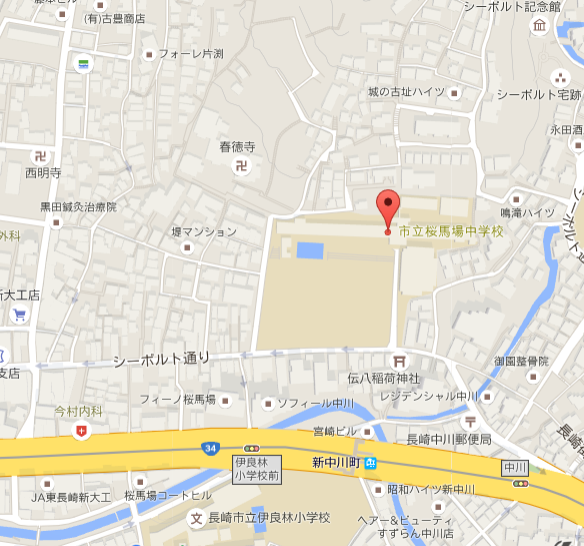 シーボルト記念館
(有)古豊商店
フォーレ片渕
城の古址ハイツ
シーボルト宅跡
永田酒
春徳寺
西明寺
黒田鍼灸治療院
鳴滝ハイツ
堤マンション
市立桜馬場中学校
外科
新大工店
シーボルト通り
支店
伝八稲荷神社
御園整骨院
フィーノ桜馬場
ソフィール中川
レジデンシャル中川
今村内科
宮崎ビル
長崎中川郵便局
34
伊良林
小学校前
新中川町
中川
JA東長崎新大工
桜馬場コートヒル
昭和ハイツ新中川
長崎市立伊良林小学校
ヘアー&ビューティ
すずらん中川店